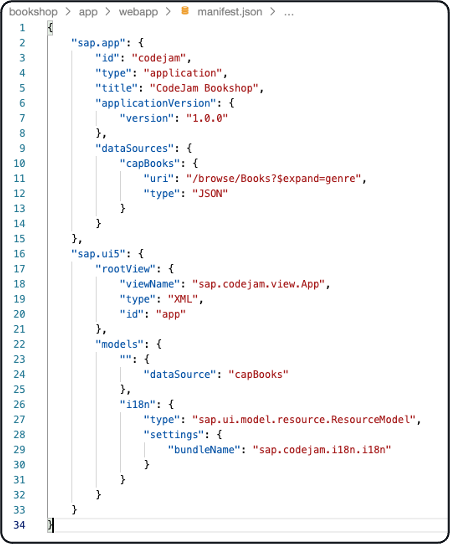 bookshop > app > webapp > manifest.json > ...
1 {
2     "sap.app": {
3         "id": "codejam",
4         "type": "application",
5         "title": "CodeJam Bookshop",
6         "applicationVersion": {
7             "version": "1.0.0"
8         },
9         "dataSources": {
10             "capBooks": {
11                 "uri": "/browse/Books?$expand=genre",
12                 "type": "JSON"
13             }
14         }
15     },
16     "sap.ui5": {
17         "rootView": {
18             "viewName": "sap.codejam.view.App",
19             "type": "XML",
20             "id": "app"
21         },
22         "models": {
23             "": {
24                 "dataSource": "capBooks"
25             },
26             "i18n": {
27                 "type": "sap.ui.model.resource.ResourceModel",
28                 "settings": {
29                     "bundleName": "sap.codejam.i18n.i18n"
30                 }
31             }
32         }
33     }
34 }